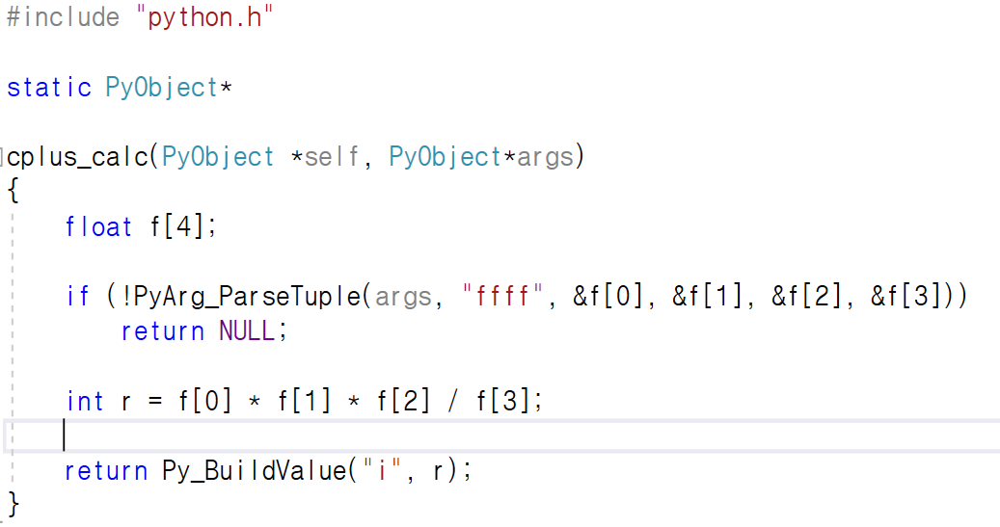 #include "python.h"
static PyObject*
cplus_calc(PyObject *self, PyObject*args)
{
float f[4];
if (!PyArg_ParseTuple(args, "ffff", &f[0], &f[1], &f[2], &f[3]))
return NULL;
int r = f[0] * f[1] * f[2] / f[3];
return Py_BuildValue("i", r);
}